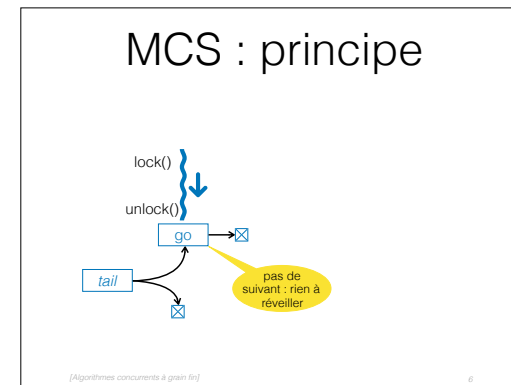 MCS : principe
lock()
unlock()
go
tail
pas de
suivant : rien à
réveiller
[Algorithmes concurrents à grain fin]
6